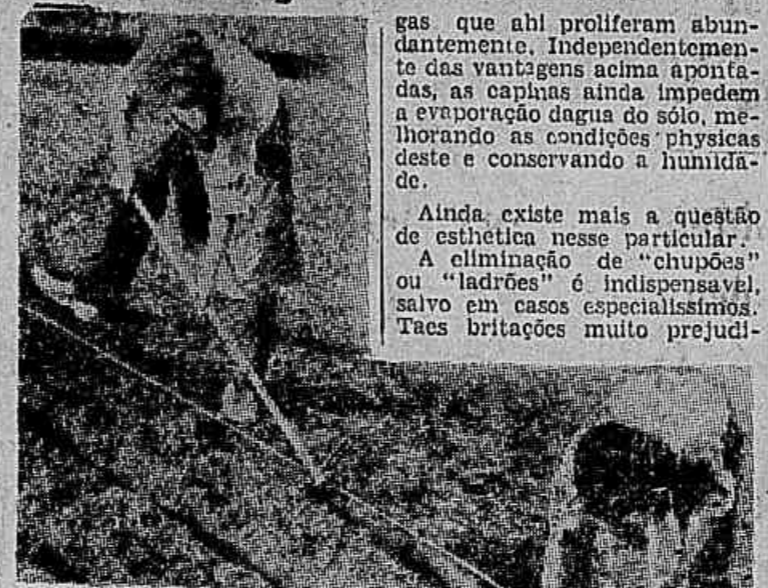 gas que ahi proliferam abun-
dantemente. Independentemen-
te das vantagens acima aponta-
das, as capinas ainda impedem
a evaporação dagua do sólo, me-
lhorando as condições physicas
deste e conservando a humida-
de.
Ainda existe mais a questão
de esthetica nesse particular.
A eliminação de "chupões"
ou "ladrões" é indispensavel,
salvo em casos especialissimos.
Taes britações muito prejudi-